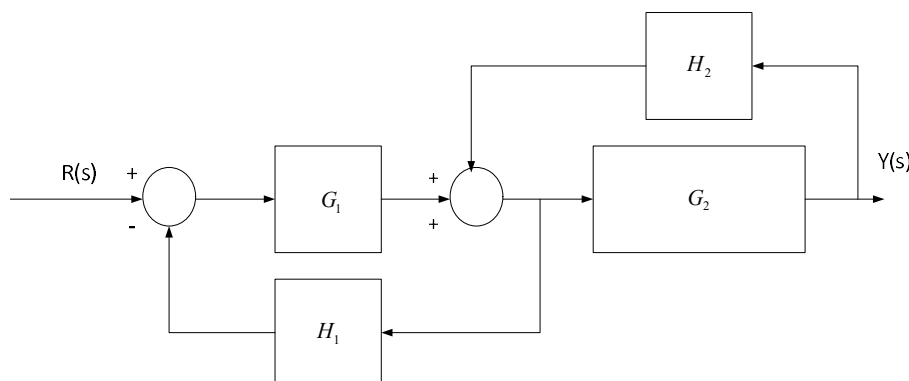 H₂
R(s)
+
-
G₁
+
+
G₂
Y(s)
H₁